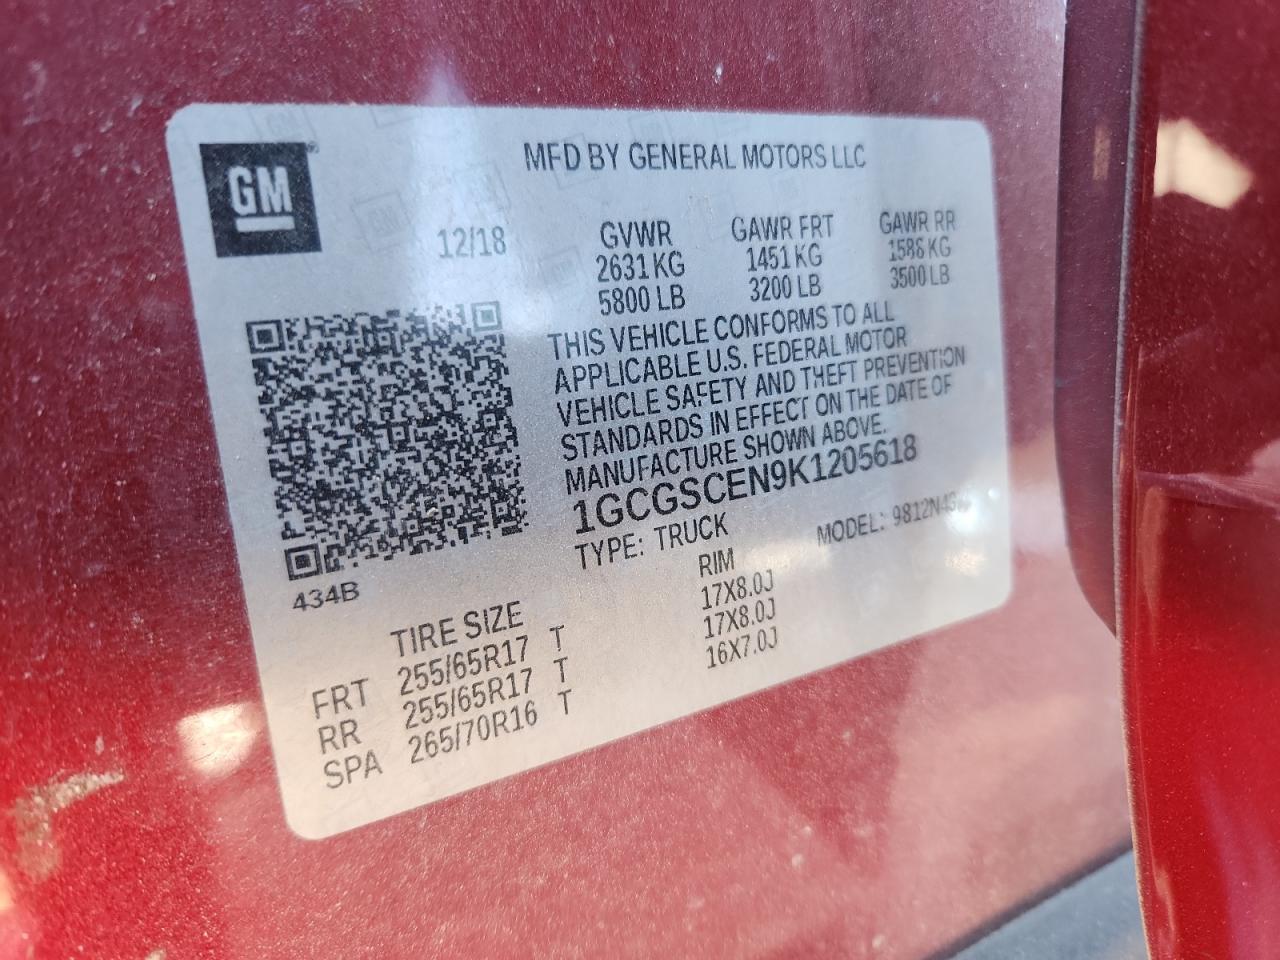 GM
MFD BY GENERAL MOTORS LLC
12/18 GVWR GAWR FRT GAWR RR
2631 KG 1451 KG 1588 KG
5800 LB 3200 LB 3500 LB
THIS VEHICLE CONFORMS TO ALL
APPLICABLE U.S. FEDERAL MOTOR
VEHICLE SAFETY AND THEFT PREVENTION
STANDARDS IN EFFECT ON THE DATE OF
MANUFACTURE SHOWN ABOVE.
1GCGSCEN9K1205618
TYPE: TRUCK MODEL:
434B
TIRE SIZE RIM
FRT 255/65R17 T 17X8.0J
RR 255/65R17 T 17X8.0J
SPA 265/70R16 T 16X7.0J